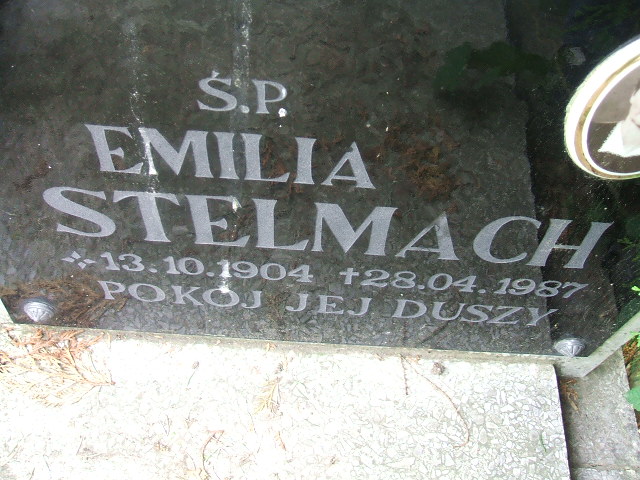 Ś.P.
EMILIA
STELMACH
13.10.1904 †28.04.1987
POKÓJ JEJ DUSZY